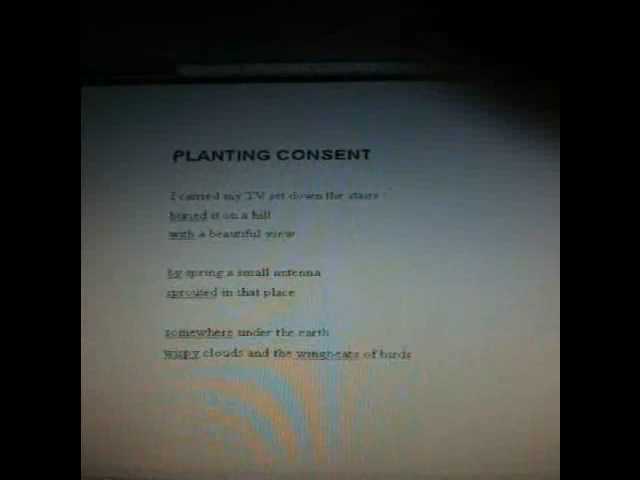 PLANTING CONSENT
I carried my TV set down the stairs
buried it on a hill
with a beautiful view
by spring a small antenna
sprouted in that place
somewhere under the earth
wispy clouds and the wingbeats of birds